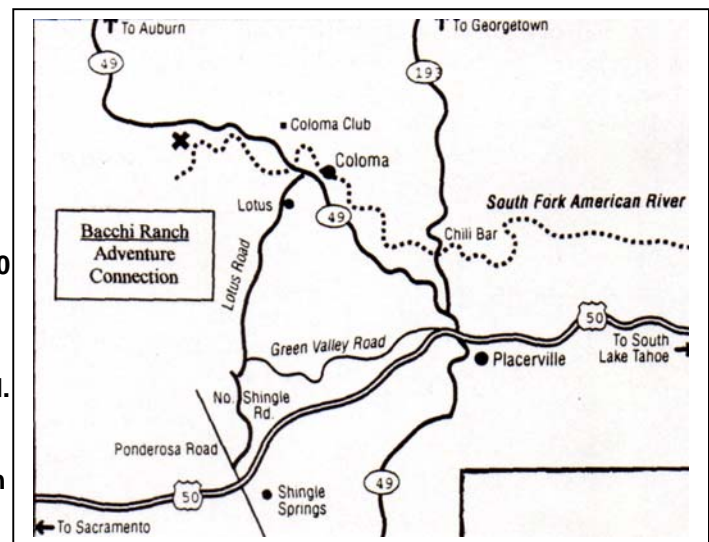 To Auburn
To Georgetown
49
193
Coloma Club
Coloma
Lotus
49
South Fork American River
Chili Bar
Bacchi Ranch
Adventure
Connection
Lotus Road
Green Valley Road
50
To South
Lake Tahoe
Placerville
No. Shingle
Rd.
Ponderosa Road
50
Shingle
Springs
49
To Sacramento